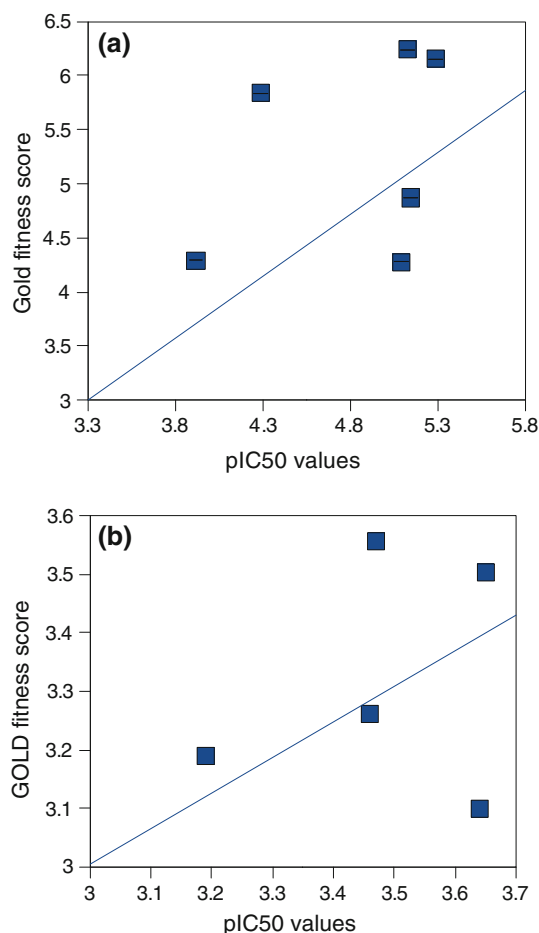 (a)
Gold fitness score
6.5
6
5.5
5
4.5
4
3.5
3
3.3 3.8 4.3 4.8 5.3 5.8
pIC50 values
(b)
GOLD fitness score
3.6
3.5
3.4
3.3
3.2
3.1
3
3 3.1 3.2 3.3 3.4 3.5 3.6 3.7
pIC50 values